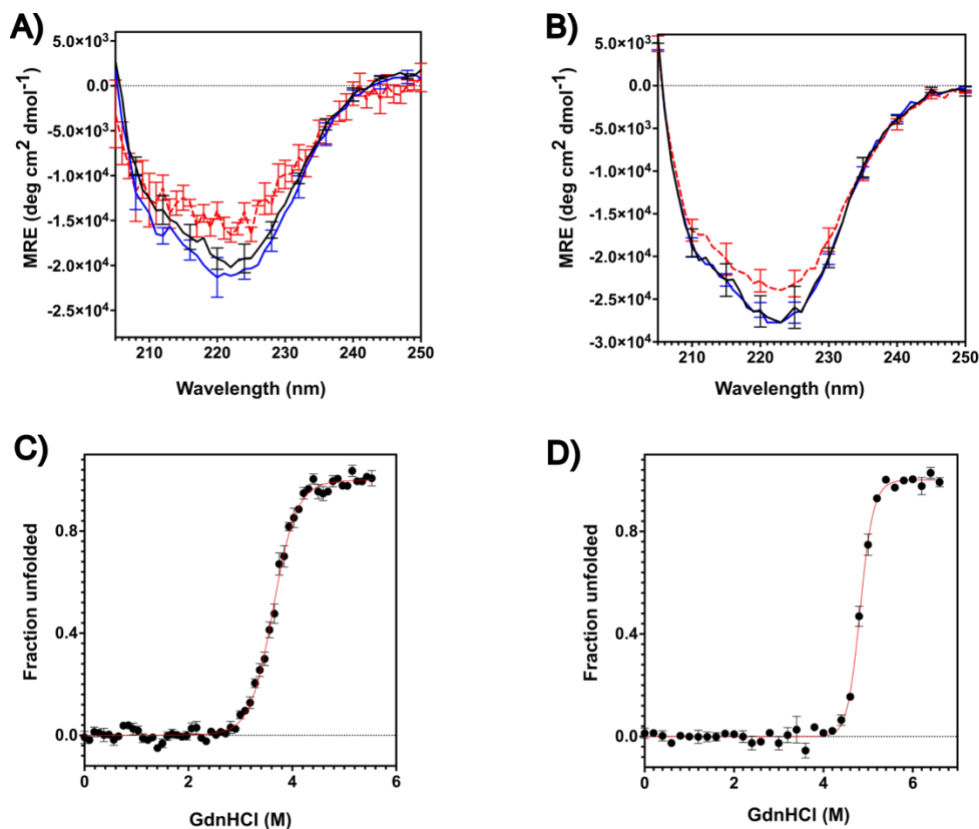 A)
5.0×10³
0.0
-5.0×10³
-1.0×10⁴
-1.5×10⁴
-2.0×10⁴
-2.5×10⁴
MRE (deg cm² dmol⁻¹)
210 220 230 240 250
Wavelength (nm)
B)
5.0×10³
0.0
-5.0×10³
-1.0×10⁴
-1.5×10⁴
-2.0×10⁴
-2.5×10⁴
-3.0×10⁴
MRE (deg cm² dmol⁻¹)
210 220 230 240 250
Wavelength (nm)
C)
0.8
0.4
0.0
Fraction unfolded
0 2 4 6
GdnHCl (M)
D)
0.8
0.4
0.0
Fraction unfolded
0 2 4 6
GdnHCl (M)